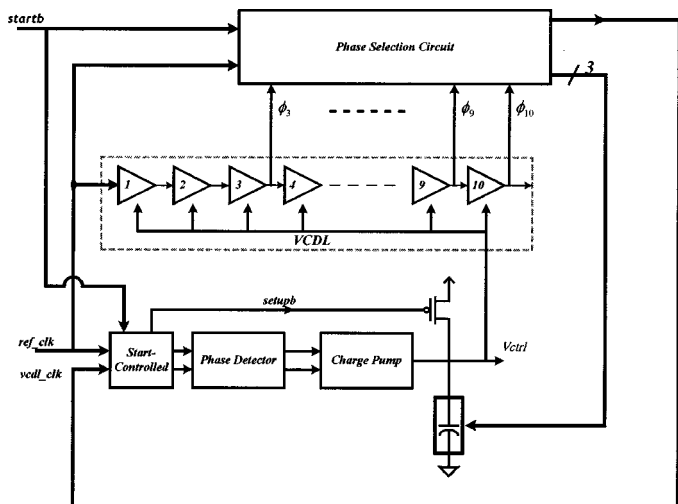 startb
Phase Selection Circuit
3
ϕ3
ϕ9
ϕ10
1 2 3 4 9 10
VCDL
setupb
ref_clk
vcdl_clk
Start-
Controlled
Phase Detector
Charge Pump
Vctrl